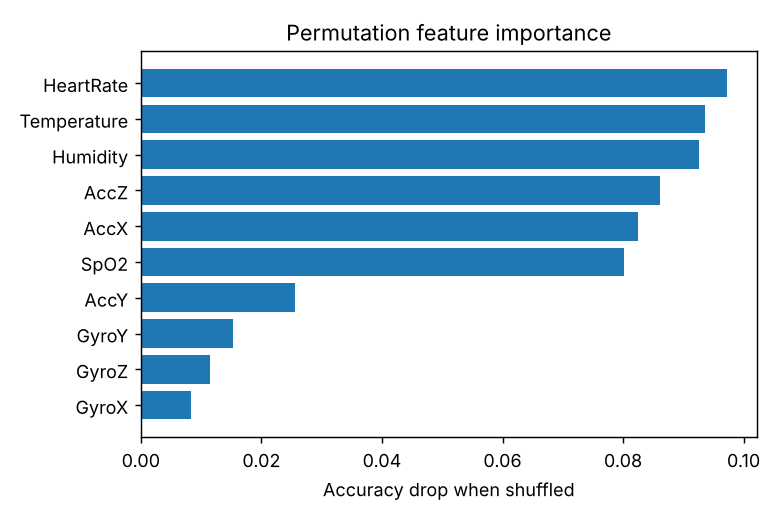 Permutation feature importance
HeartRate
Temperature
Humidity
AccZ
AccX
SpO2
AccY
GyroY
GyroZ
GyroX
0.00 0.02 0.04 0.06 0.08 0.10
Accuracy drop when shuffled